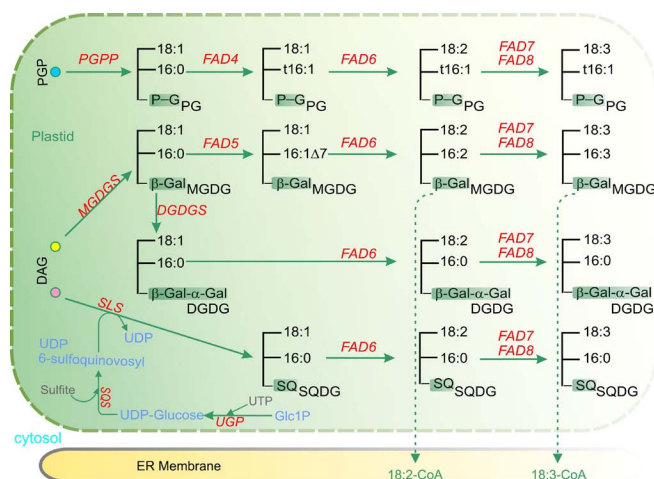 PGP
PGPP
18:1
16:0
P-G PG
FAD4
18:1
t16:1
P-G PG
FAD6
18:2
t16:1
P-G PG
FAD7
FAD8
18:3
t16:1
P-G PG
Plastid
18:1
16:0
β-Gal MGDG
FAD5
18:1
16:1Δ7
β-Gal MGDG
FAD6
18:2
16:2
β-Gal MGDG
FAD7
FAD8
18:3
16:3
β-Gal MGDG
MGDGS
DGDGS
DAG
18:1
16:0
β-Gal-α-Gal
DGDG
FAD6
18:2
16:0
β-Gal-α-Gal
DGDG
FAD7
FAD8
18:3
16:0
β-Gal-α-Gal
DGDG
SLS
UDP
UDP
6-sulfoquinovosyl
18:1
16:0
SQ SQDG
FAD6
18:2
16:0
SQ SQDG
FAD7
FAD8
18:3
16:0
SQ SQDG
Sulfite
SQS
UDP-Glucose
UTP
UGP
Glc1P
cytosol
ER Membrane
18:2-CoA
18:3-CoA